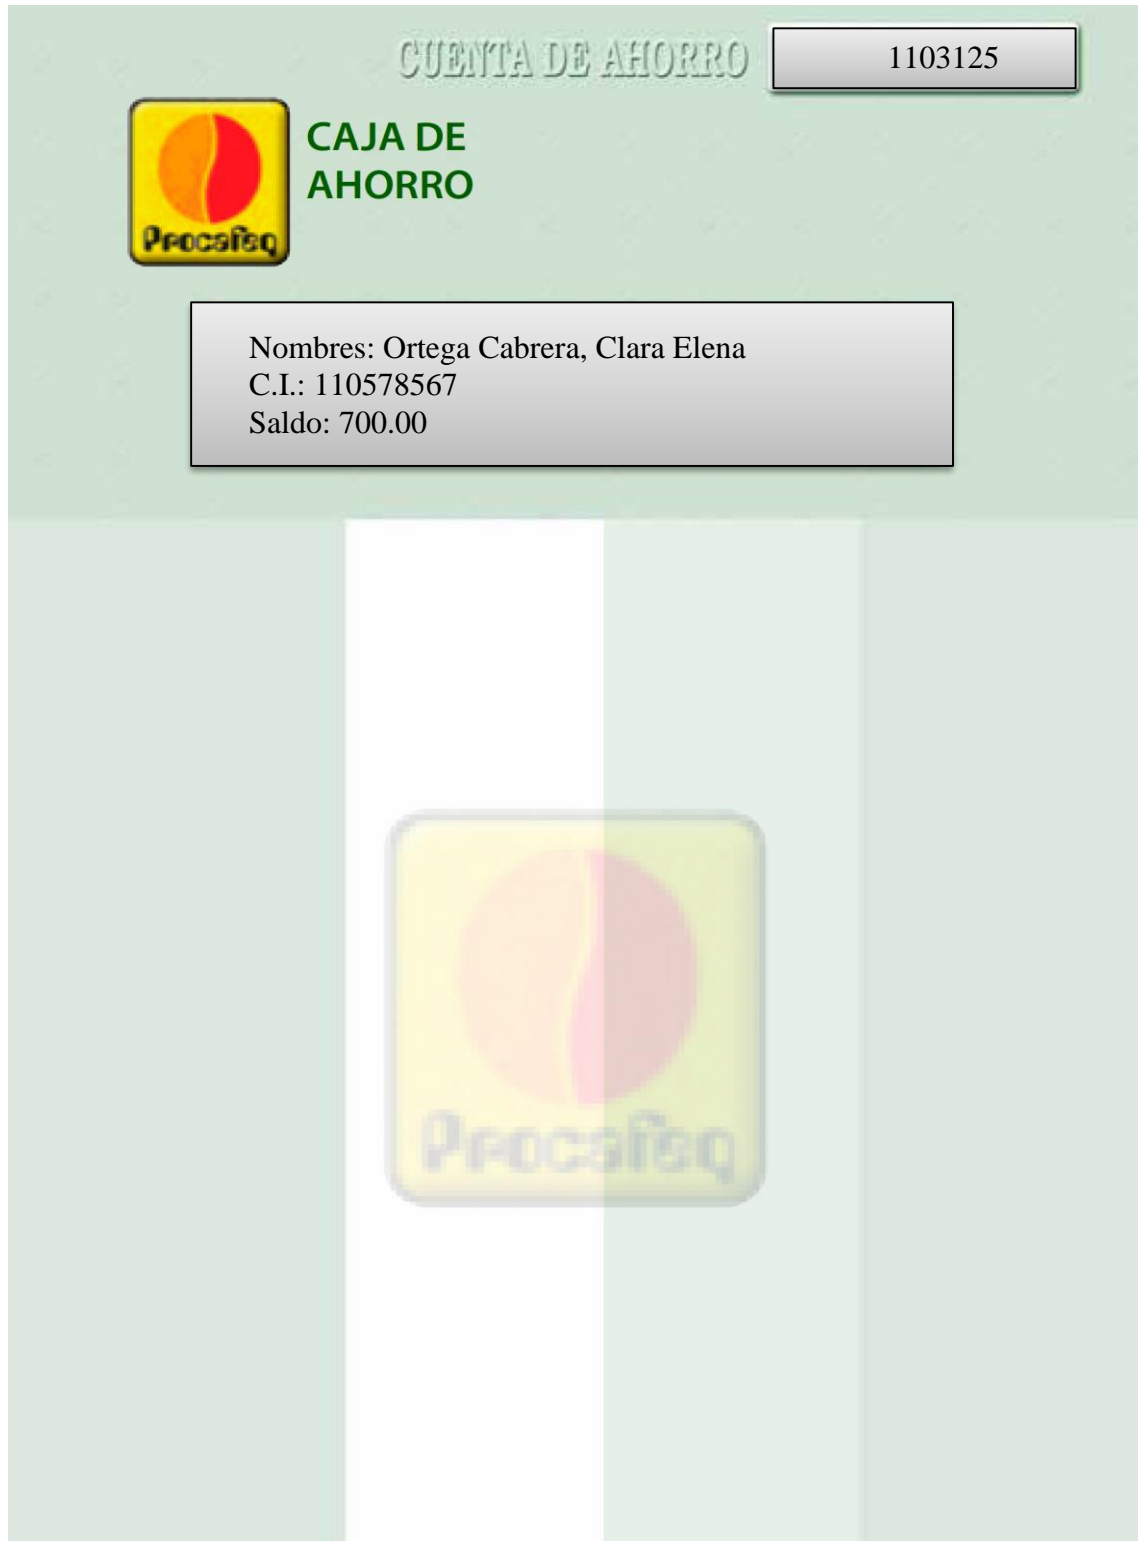 CUENTA DE AHORRO
1103125
CAJA DE
AHORRO
Procafeq
Nombres: Ortega Cabrera, Clara Elena
C.I.: 110578567
Saldo: 700.00
Procafeq